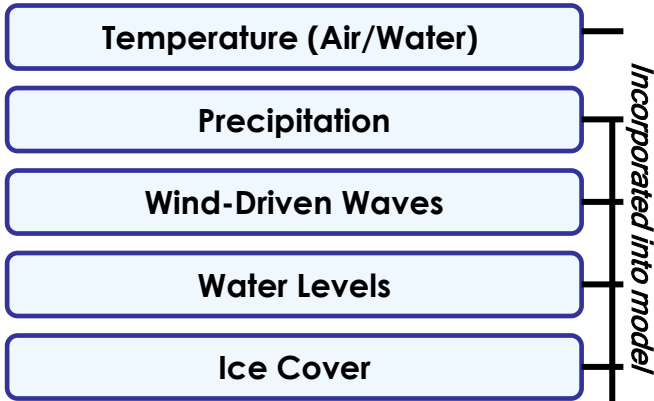 Temperature (Air/Water)
Precipitation
Wind-Driven Waves
Water Levels
Ice Cover
Incorporated into model